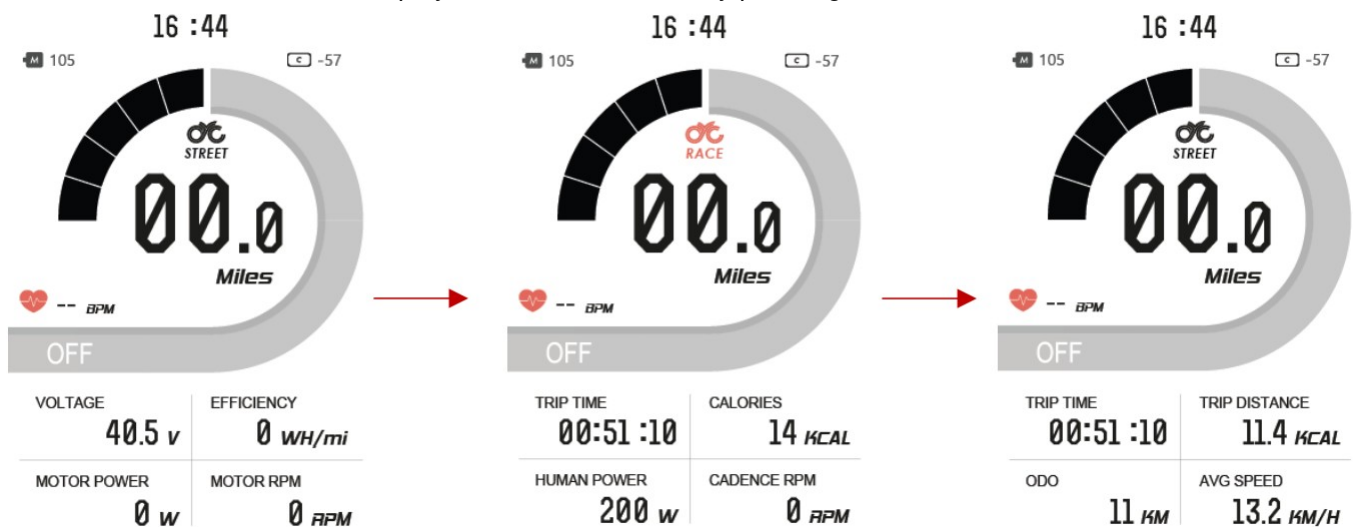 16 :44
M 105
C -57
STREET
00.0
Miles
-- BPM
OFF
VOLTAGE
40.5 V
EFFICIENCY
0 WH/mi
MOTOR POWER
0 W
MOTOR RPM
0 RPM
16 :44
M 105
C -57
RACE
00.0
Miles
-- BPM
OFF
TRIP TIME
00:51 :10
CALORIES
14 KCAL
HUMAN POWER
200 W
CADENCE RPM
0 RPM
16 :44
M 105
C -57
STREET
00.0
Miles
-- BPM
OFF
TRIP TIME
00:51 :10
TRIP DISTANCE
11.4 KCAL
ODO
11 KM
AVG SPEED
13.2 KM/H